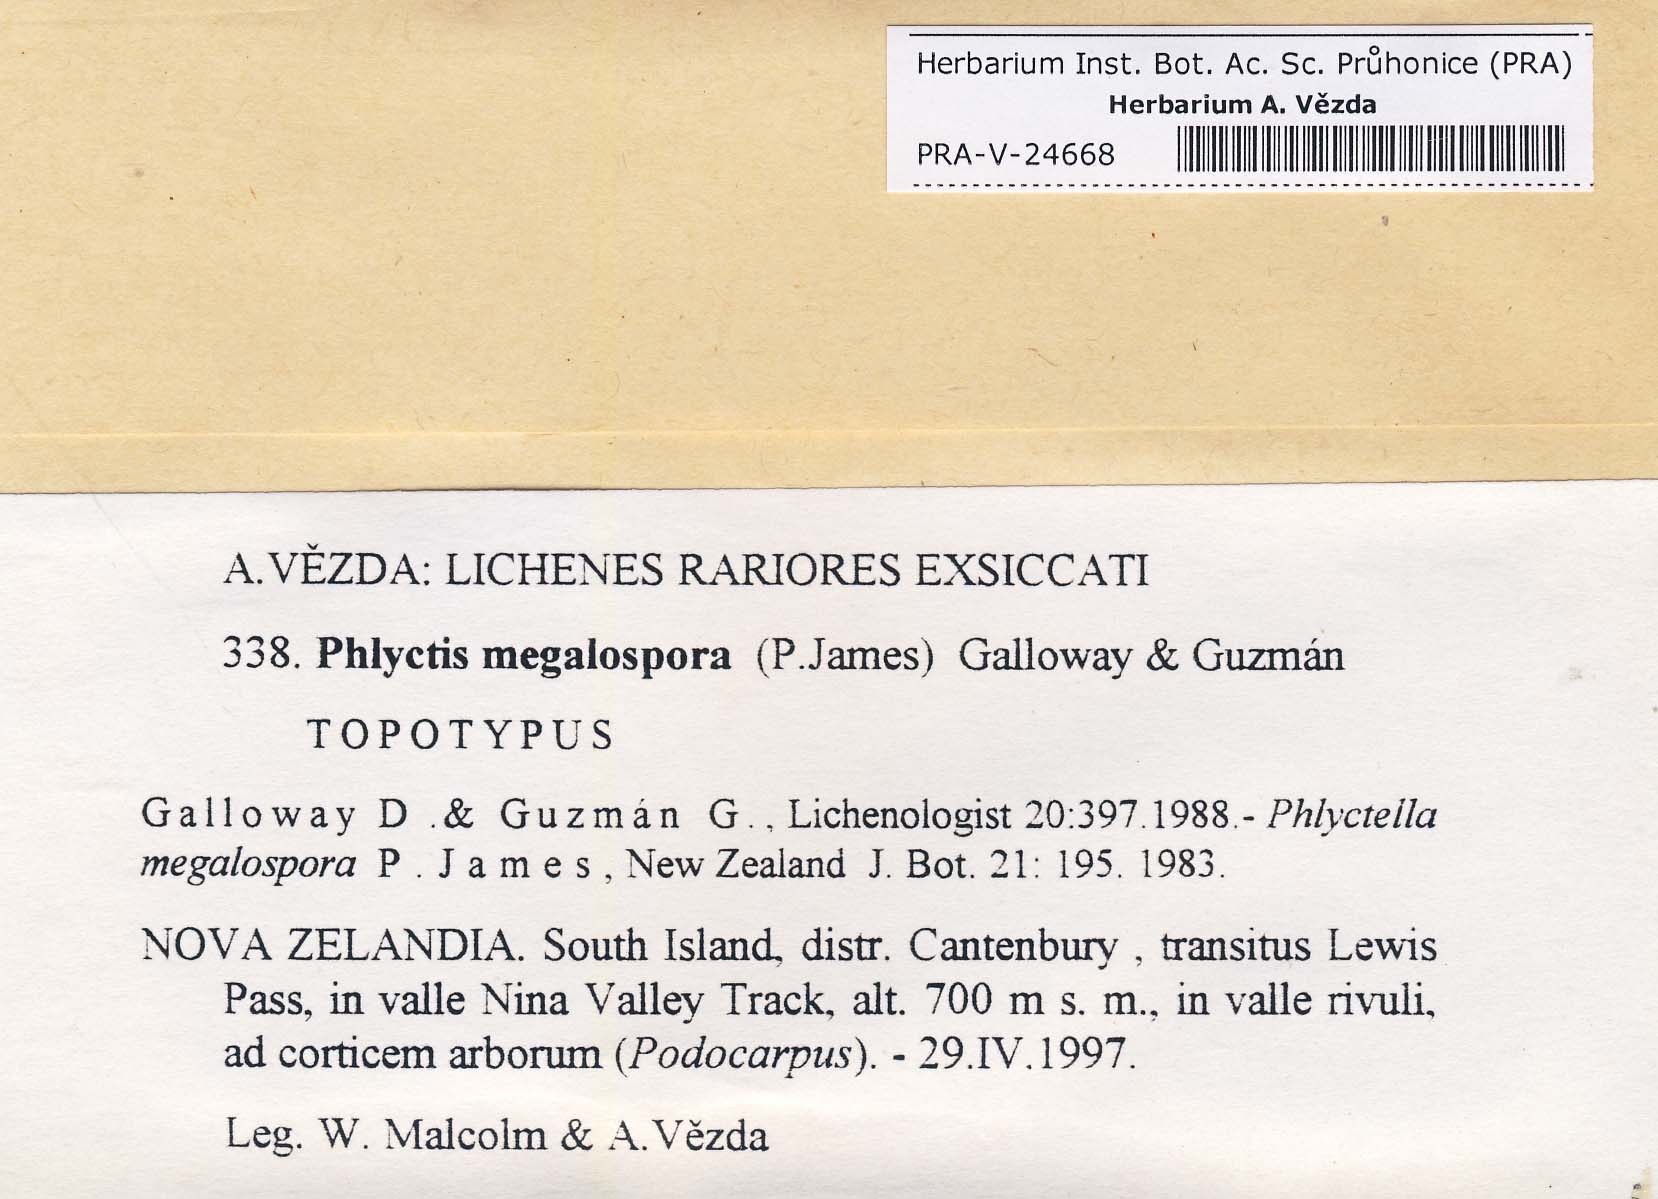 Herbarium Inst. Bot. Ac. Sc. Průhonice (PRA)
Herbarium A. Vězda
PRA-V-24668
A.VĚZDA: LICHENES RARIORES EXSICCATI
338. Phlyctis megalospora (P.James) Galloway & Guzmán
TOPOTYPUS
Galloway D .& Guzmán G., Lichenologist 20:397.1988.- Phlyctella
megalospora P. James, New Zealand J. Bot. 21: 195. 1983.
NOVA ZELANDIA. South Island, distr. Cantenbury , transitus Lewis
Pass, in valle Nina Valley Track, alt. 700 m s. m., in valle rivuli,
ad corticem arborum (Podocarpus). - 29.IV.1997.
Leg. W. Malcolm & A.Vězda